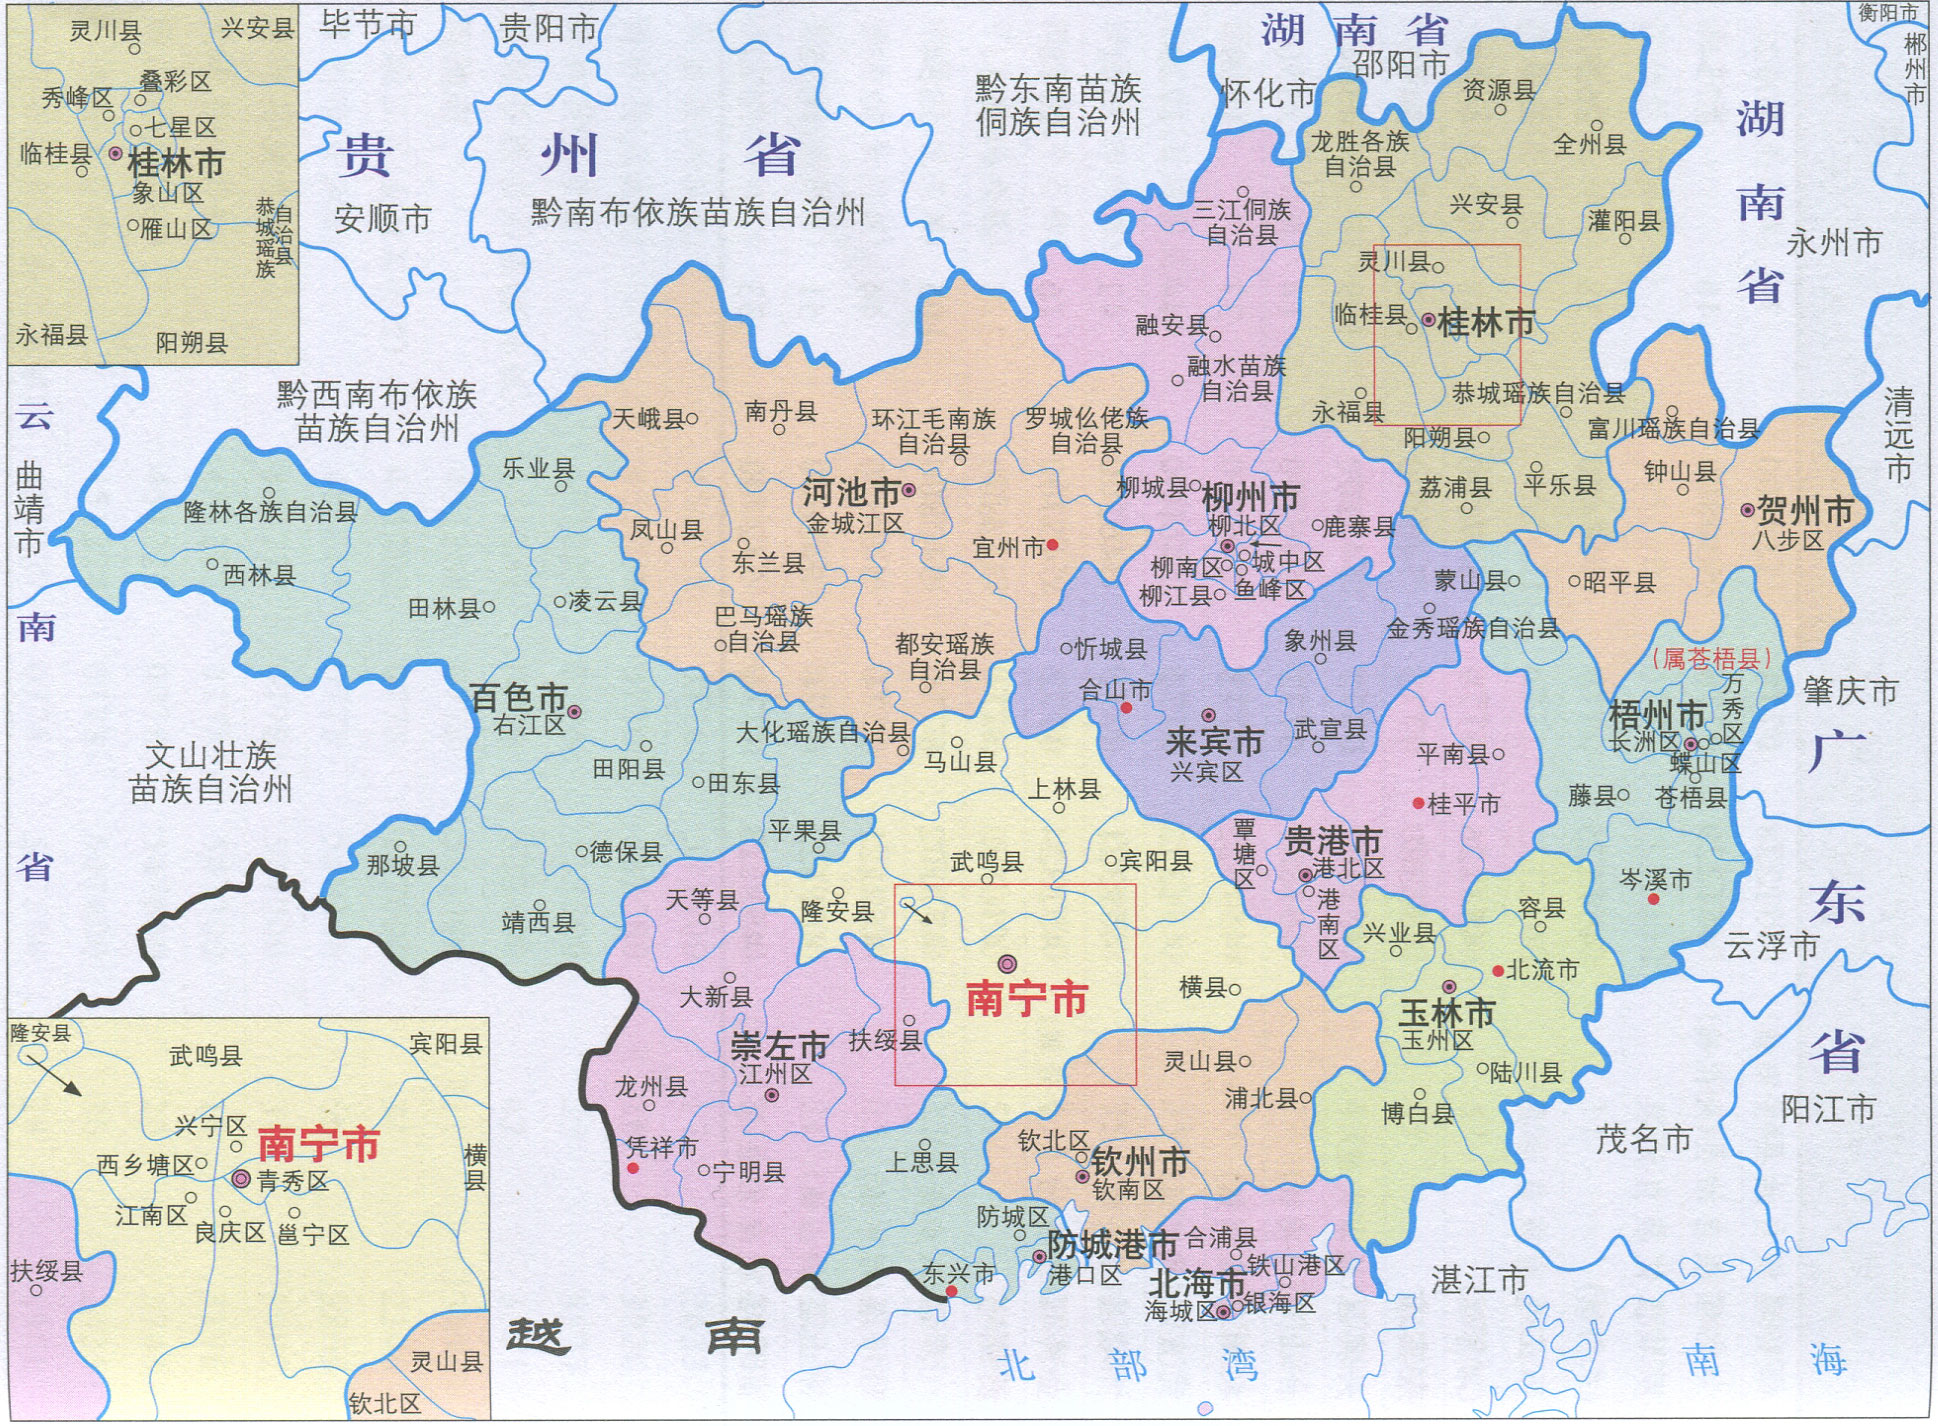 灵川县
兴安县
叠彩区
秀峰区
七星区
临桂县
桂林市
象山区
雁山区
恭城瑶族
自治县
永福县
阳朔县
毕节市
贵阳市
贵州省
安顺市
黔南布依族苗族自治州
黔东南苗族
侗族自治州
湖南省
怀化市
邵阳市
衡阳市
郴州市
湖南省
永州市
清远市
黔西南布依族
苗族自治州
云南省
曲靖市
文山壮族
苗族自治州
资源县
全州县
龙胜各族
自治县
兴安县
灌阳县
灵川县
临桂县
桂林市
永福县
恭城瑶族自治县
阳朔县
荔浦县
平乐县
三江侗族
自治县
融安县
融水苗族
自治县
柳城县
柳州市
柳北区
鹿寨县
柳南区
城中区
柳江县
鱼峰区
富川瑶族自治县
钟山县
贺州市
八步区
昭平县
天峨县
南丹县
环江毛南族
自治县
罗城仫佬族
自治县
河池市
金城江区
宜州市
凤山县
东兰县
巴马瑶族
自治县
都安瑶族
自治县
大化瑶族自治县
乐业县
隆林各族自治县
西林县
田林县
凌云县
百色市
右江区
田阳县
田东县
平果县
德保县
那坡县
靖西县
忻城县
合山市
象州县
金秀瑶族自治县
来宾市
兴宾区
武宣县
蒙山县
(属苍梧县)
万秀区
梧州市
长洲区
蝶山区
藤县
苍梧县
岑溪市
肇庆市
广东省
云浮市
阳江市
茂名市
湛江市
平南县
桂平市
贵港市
覃塘区
港北区
港南区
马山县
上林县
武鸣县
宾阳县
隆安县
南宁市
横县
容县
兴业县
北流市
玉林市
玉州区
陆川县
博白县
天等县
大新县
扶绥县
崇左市
江州区
龙州县
凭祥市
宁明县
灵山县
浦北县
钦北区
钦州市
钦南区
上思县
防城区
防城港市
港口区
东兴市
合浦县
铁山港区
北海市
银海区
海城区
越南
北部湾
南海
隆安县
武鸣县
宾阳县
兴宁区
南宁市
西乡塘区
青秀区
横县
江南区
良庆区
邕宁区
扶绥县
灵山县
钦北区